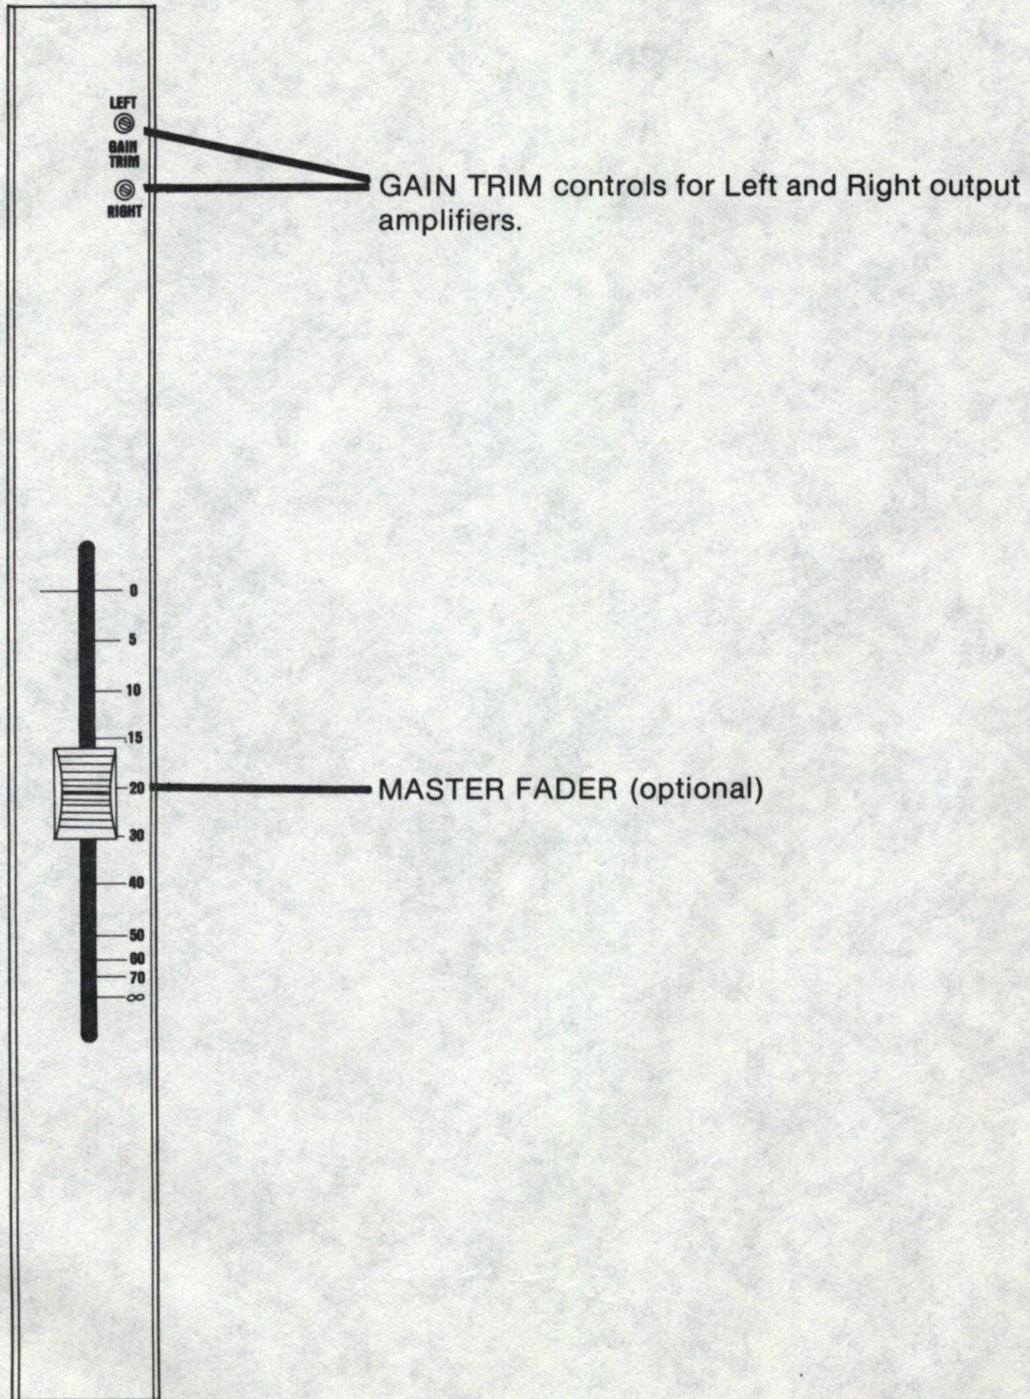 LEFT
GAIN
TRIM
RIGHT
GAIN TRIM controls for Left and Right output
amplifiers.
0
5
10
15
20
MASTER FADER (optional)
30
40
50
60
70
∞